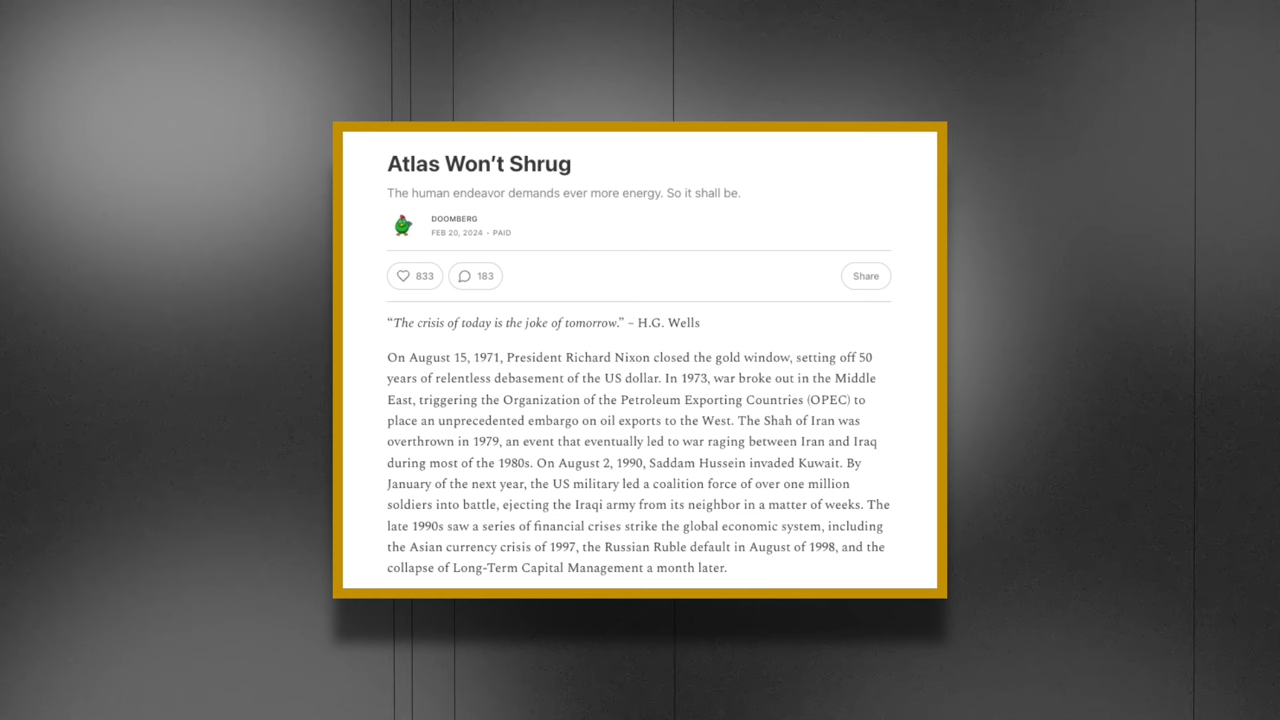 Atlas Won’t Shrug
The human endeavor demands ever more energy. So it shall be.
DOOMBERG
FEB 20, 2024 • PAID
833
183
Share
“The crisis of today is the joke of tomorrow.” – H.G. Wells
On August 15, 1971, President Richard Nixon closed the gold window, setting off 50
years of relentless debasement of the US dollar. In 1973, war broke out in the Middle
East, triggering the Organization of the Petroleum Exporting Countries (OPEC) to
place an unprecedented embargo on oil exports to the West. The Shah of Iran was
overthrown in 1979, an event that eventually led to war raging between Iran and Iraq
during most of the 1980s. On August 2, 1990, Saddam Hussein invaded Kuwait. By
January of the next year, the US military led a coalition force of over one million
soldiers into battle, ejecting the Iraqi army from its neighbor in a matter of weeks. The
late 1990s saw a series of financial crises strike the global economic system, including
the Asian currency crisis of 1997, the Russian Ruble default in August of 1998, and the
collapse of Long-Term Capital Management a month later.